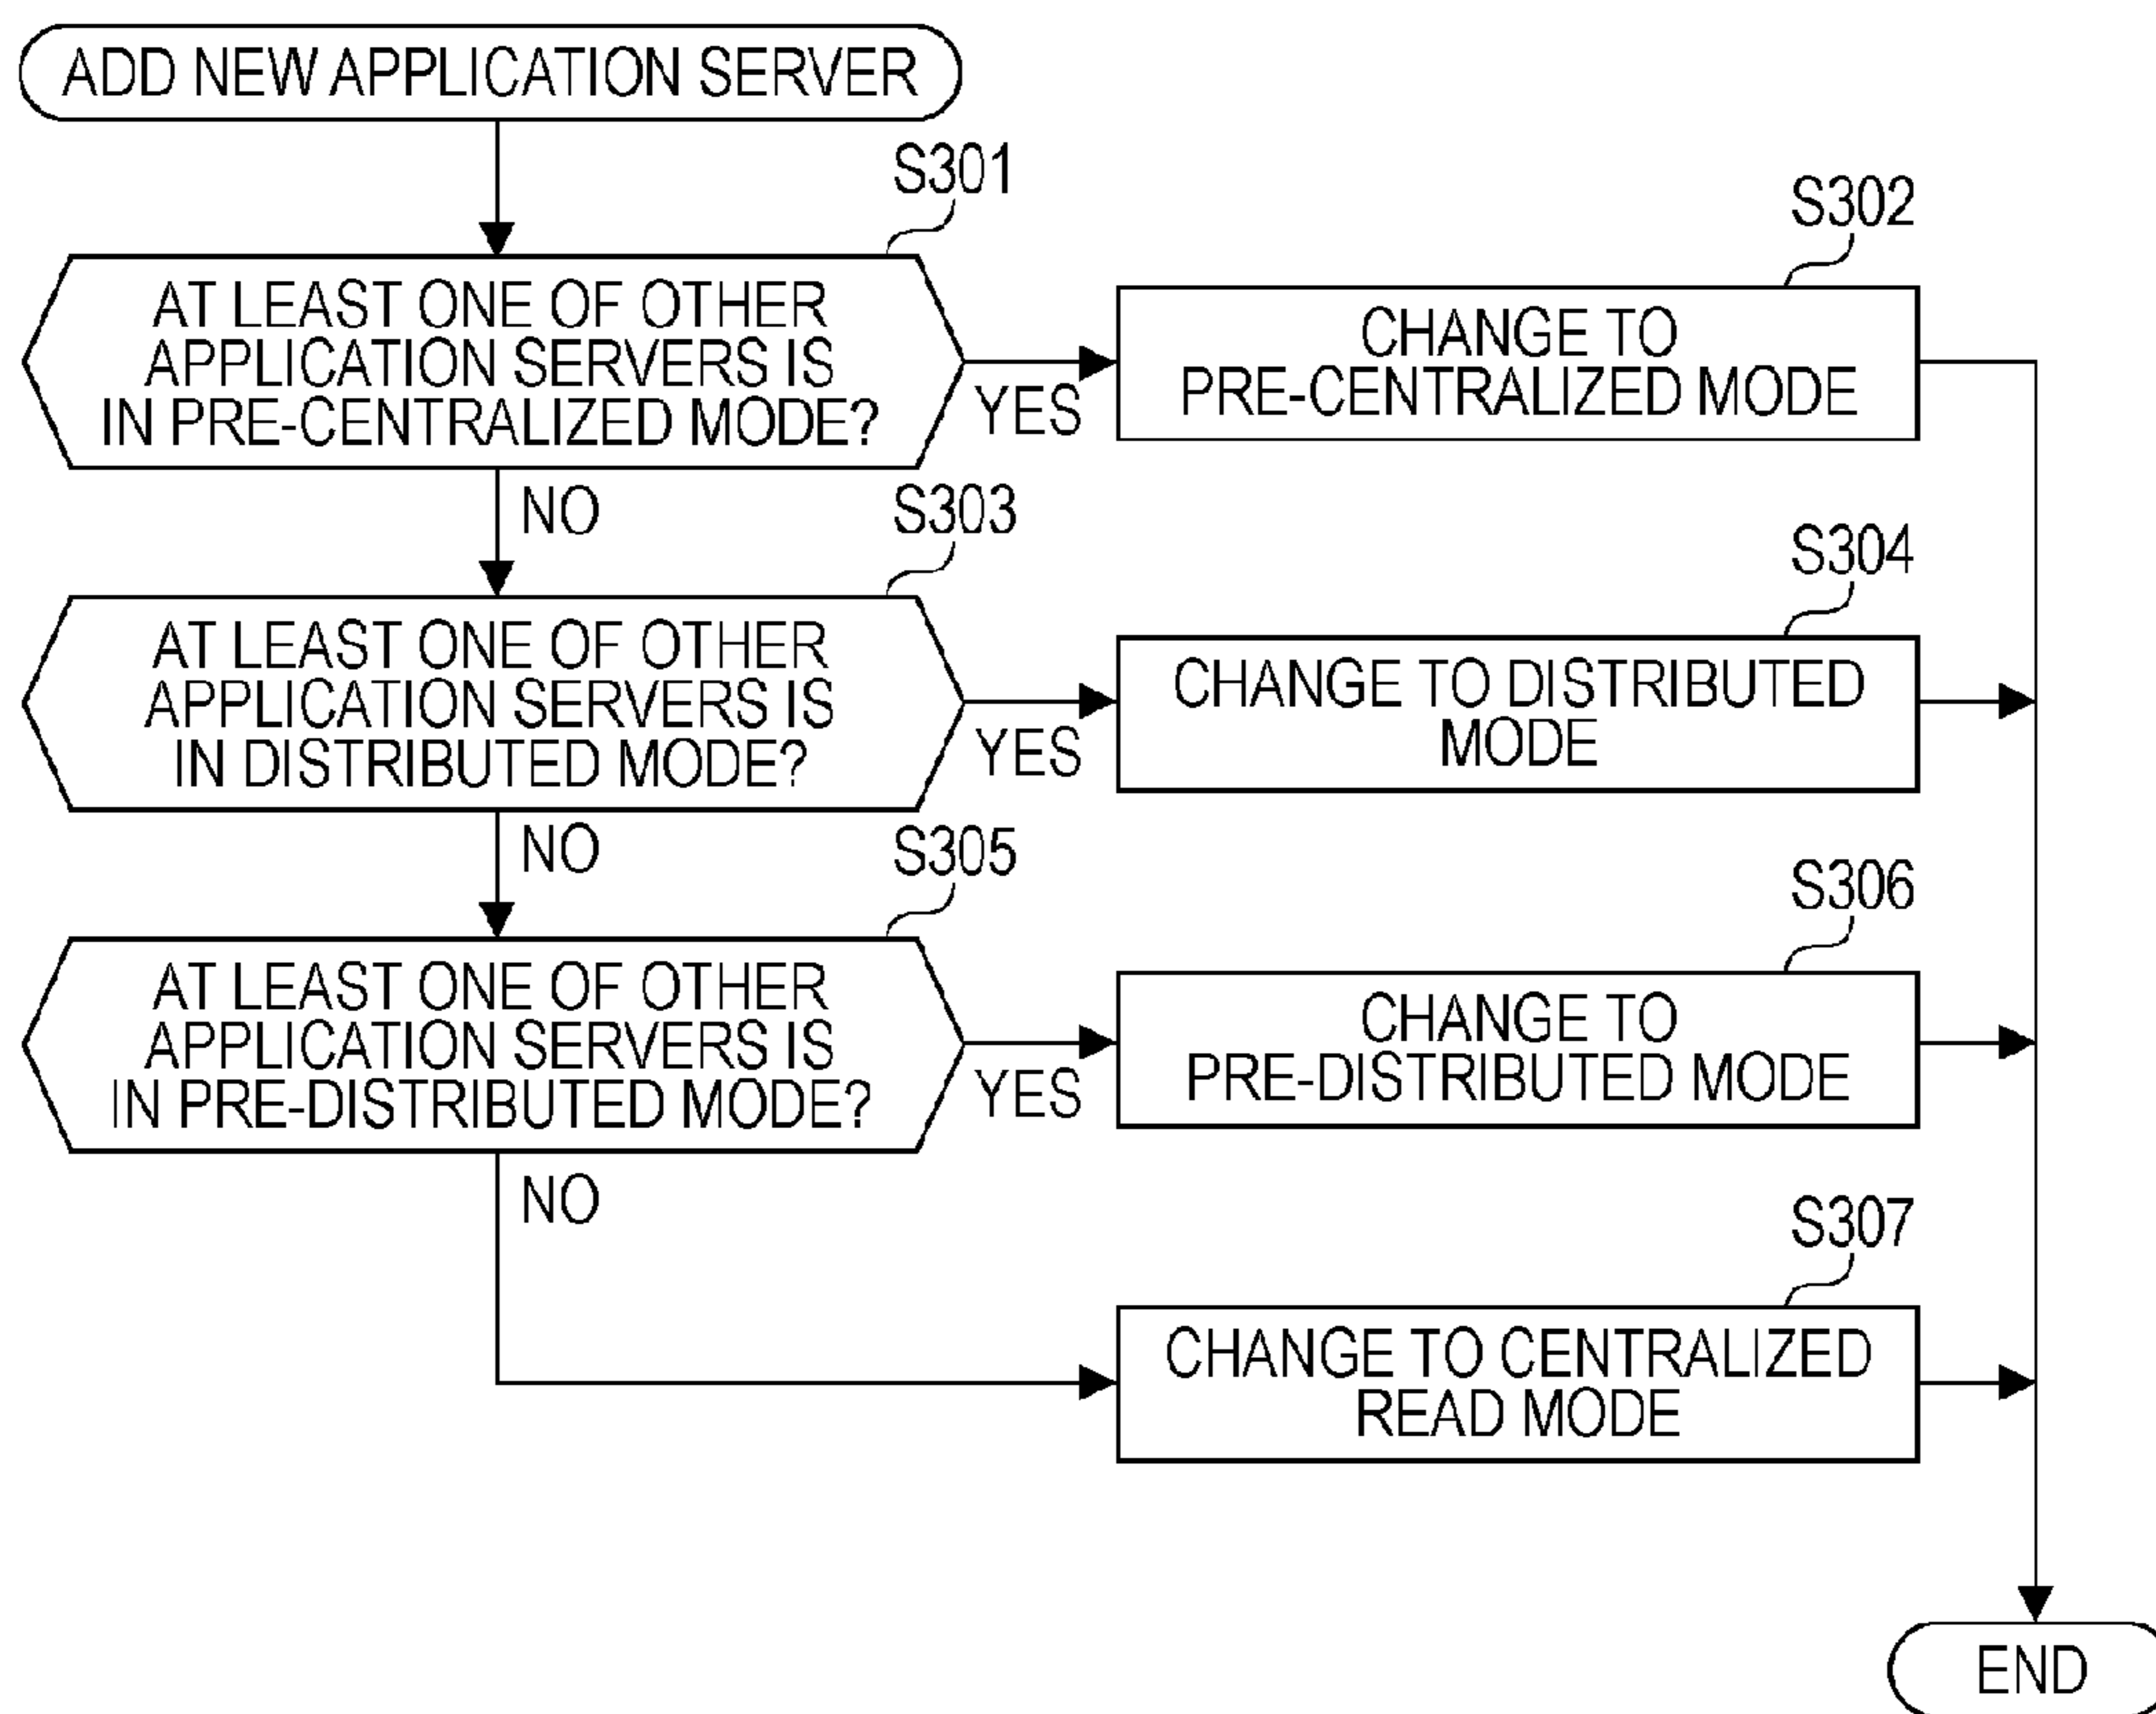 ADD NEW APPLICATION SERVER
S301
AT LEAST ONE OF OTHER
APPLICATION SERVERS IS
IN PRE-CENTRALIZED MODE?
YES
S302
CHANGE TO
PRE-CENTRALIZED MODE
NO
S303
AT LEAST ONE OF OTHER
APPLICATION SERVERS IS
IN DISTRIBUTED MODE?
YES
S304
CHANGE TO DISTRIBUTED
MODE
NO
S305
AT LEAST ONE OF OTHER
APPLICATION SERVERS IS
IN PRE-DISTRIBUTED MODE?
YES
S306
CHANGE TO
PRE-DISTRIBUTED MODE
NO
S307
CHANGE TO CENTRALIZED
READ MODE
END